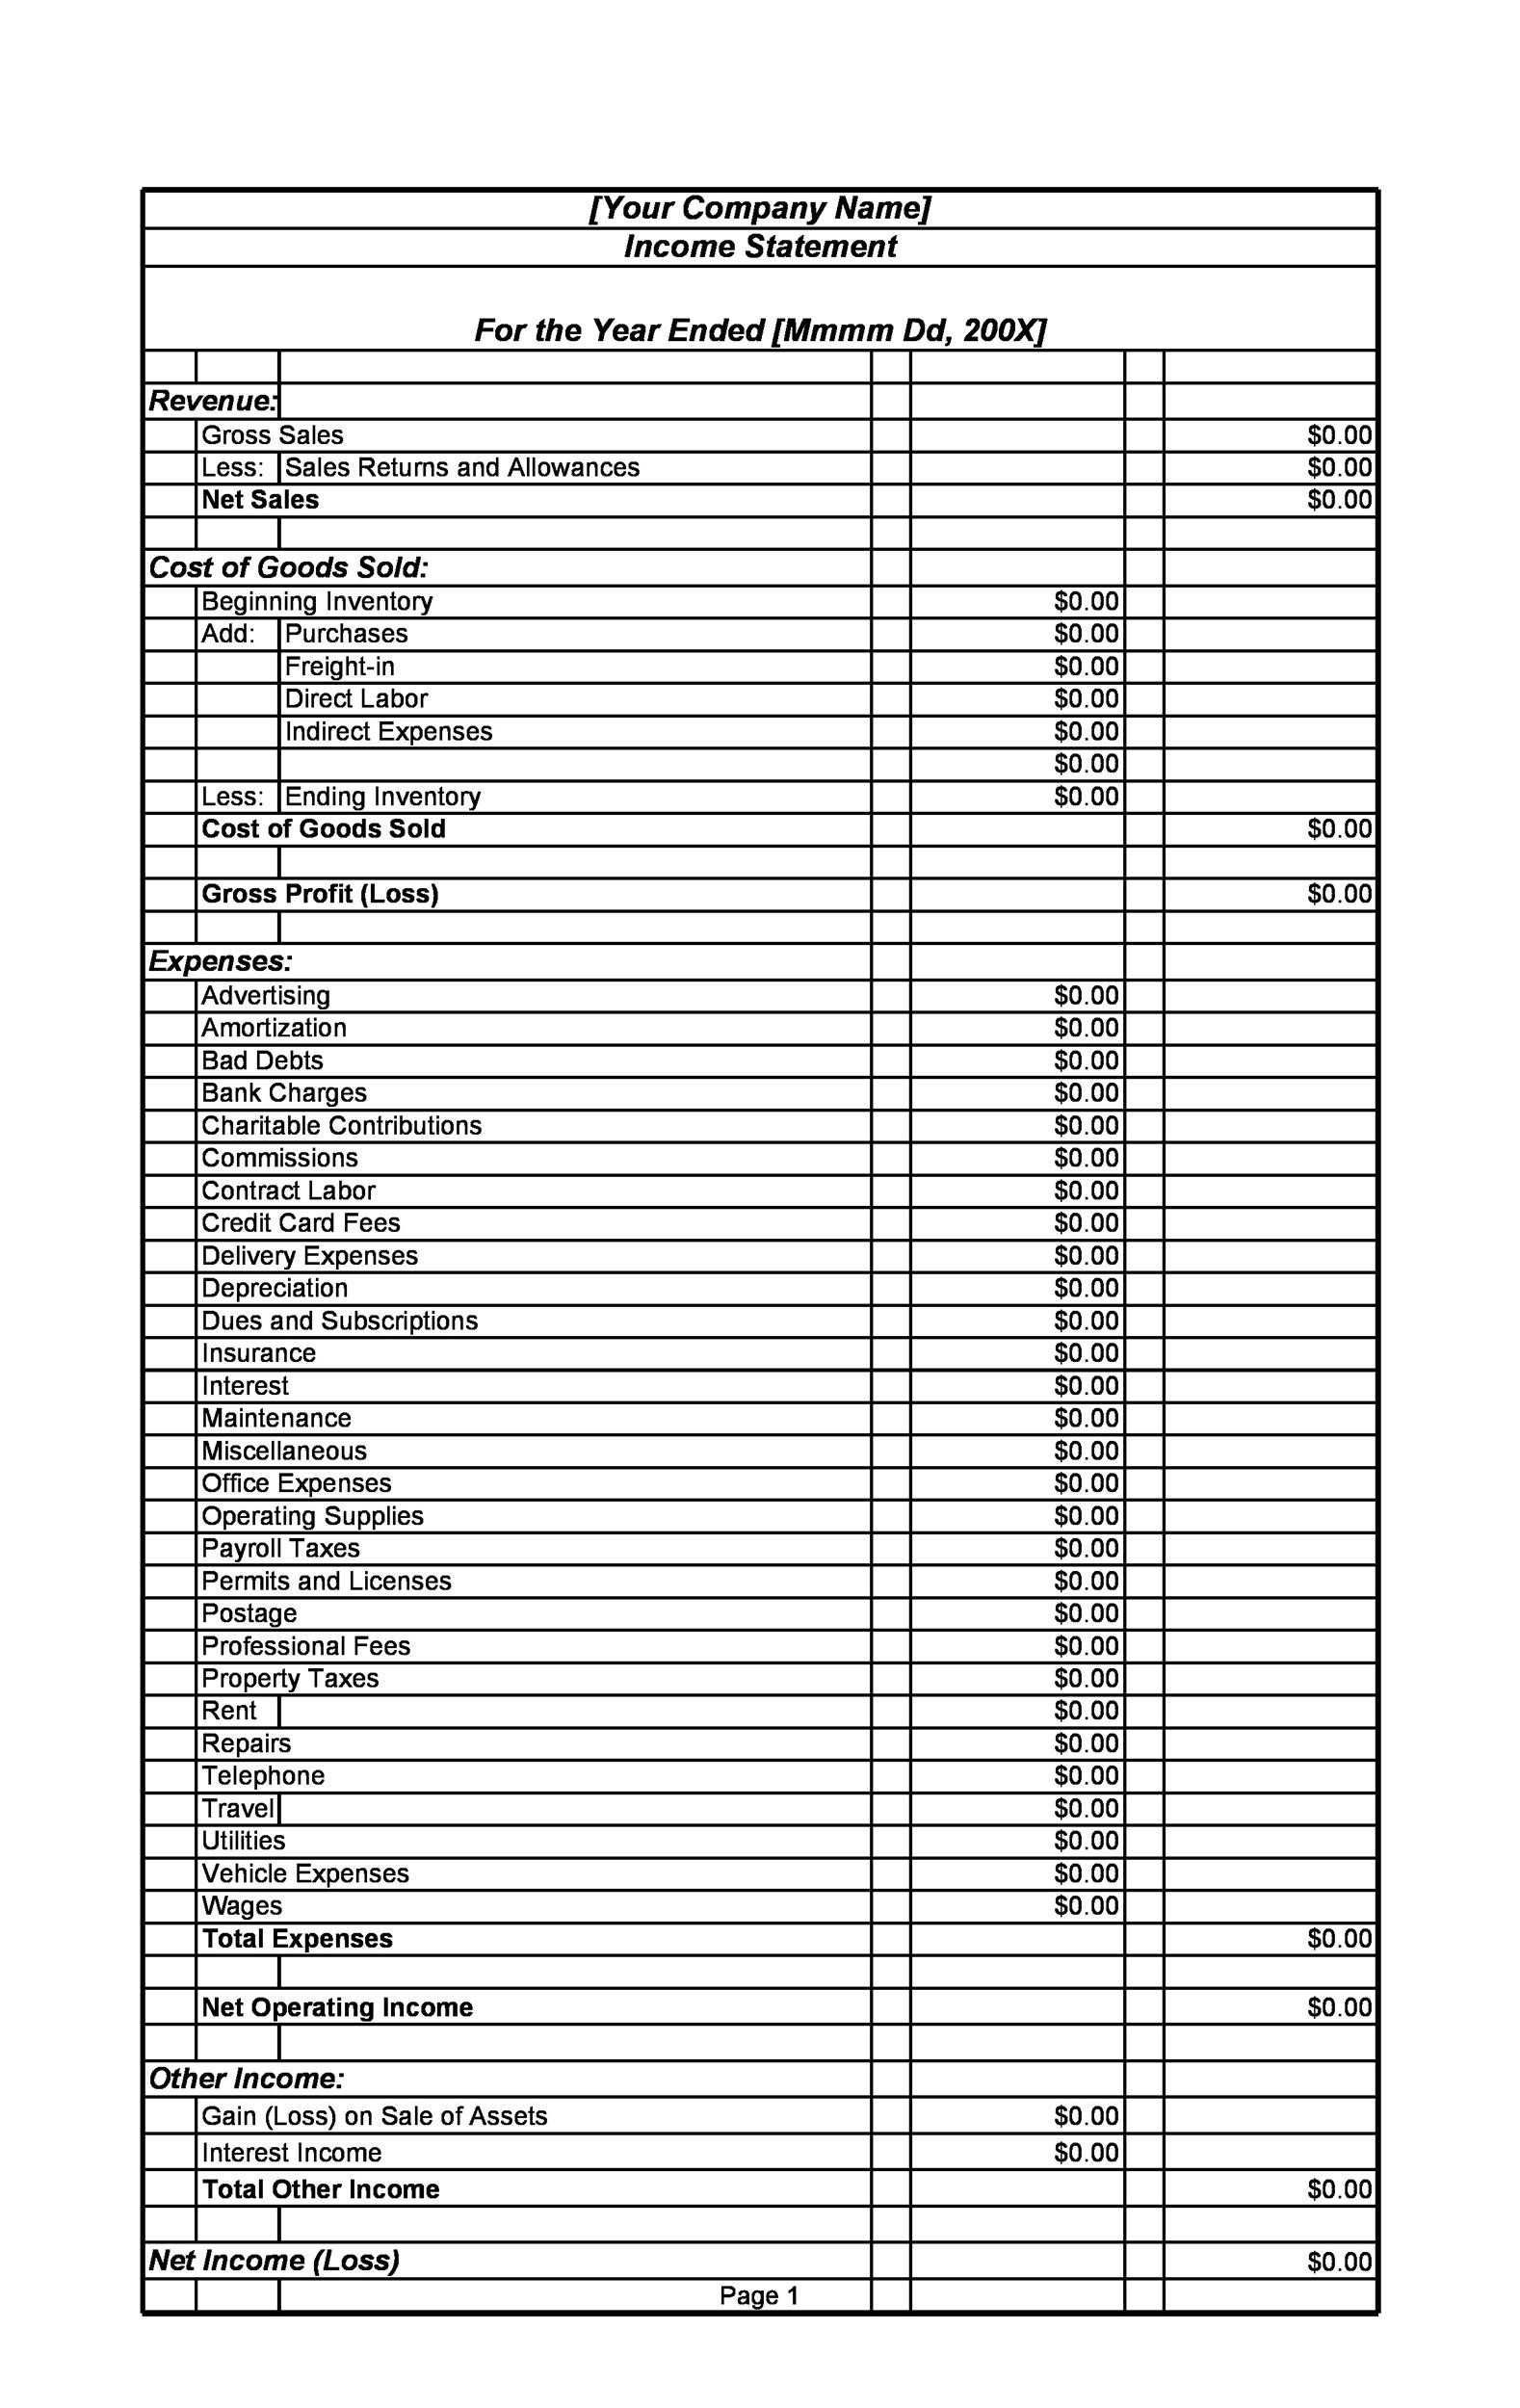 [Your Company Name]
Income Statement
For the Year Ended [Mmmm Dd, 200X]
Revenue:
Gross Sales $0.00
Less: Sales Returns and Allowances $0.00
Net Sales $0.00
Cost of Goods Sold:
Beginning Inventory $0.00
Add: Purchases $0.00
Freight-in $0.00
Direct Labor $0.00
Indirect Expenses $0.00
$0.00
Less: Ending Inventory $0.00
Cost of Goods Sold $0.00
Gross Profit (Loss) $0.00
Expenses:
Advertising $0.00
Amortization $0.00
Bad Debts $0.00
Bank Charges $0.00
Charitable Contributions $0.00
Commissions $0.00
Contract Labor $0.00
Credit Card Fees $0.00
Delivery Expenses $0.00
Depreciation $0.00
Dues and Subscriptions $0.00
Insurance $0.00
Interest $0.00
Maintenance $0.00
Miscellaneous $0.00
Office Expenses $0.00
Operating Supplies $0.00
Payroll Taxes $0.00
Permits and Licenses $0.00
Postage $0.00
Professional Fees $0.00
Property Taxes $0.00
Rent $0.00
Repairs $0.00
Telephone $0.00
Travel $0.00
Utilities $0.00
Vehicle Expenses $0.00
Wages $0.00
Total Expenses $0.00
Net Operating Income $0.00
Other Income:
Gain (Loss) on Sale of Assets $0.00
Interest Income $0.00
Total Other Income $0.00
Net Income (Loss) $0.00
Page 1